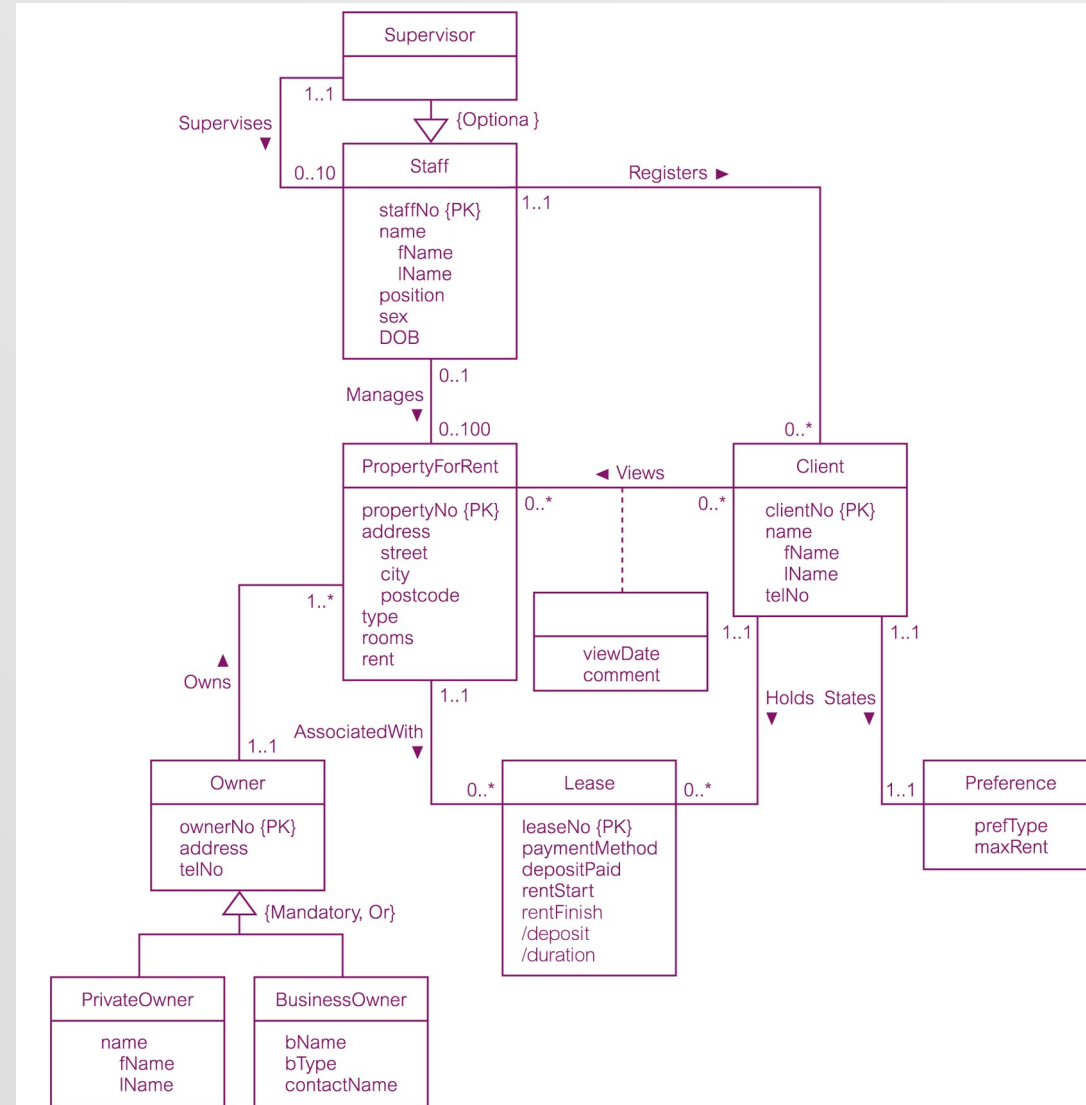 Supervisor
1..1
Supervises ▼
{Optiona }
0..10
Staff
Registers ►
1..1
staffNo {PK}
name
fName
lName
position
sex
DOB
0..1
Manages ▼
0..100
0..*
PropertyForRent
◄ Views
Client
0..*
0..*
propertyNo {PK}
address
street
city
postcode
type
rooms
rent
clientNo {PK}
name
fName
lName
telNo
1..*
viewDate
comment
1..1
1..1
▲ Owns
1..1
Holds ▼
States ▼
AssociatedWith ▼
1..1
Owner
0..*
Lease
0..*
1..1
Preference
ownerNo {PK}
address
telNo
leaseNo {PK}
paymentMethod
depositPaid
rentStart
rentFinish
/deposit
/duration
prefType
maxRent
{Mandatory, Or}
PrivateOwner
BusinessOwner
name
fName
lName
bName
bType
contactName